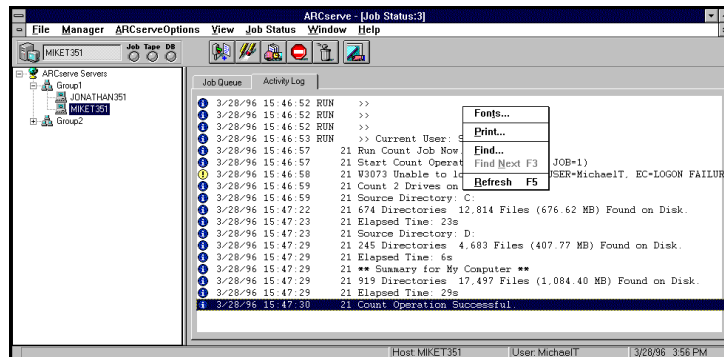 ARCserve - [Job Status:3]
File Manager ARCserveOptions View Job Status Window Help
MIKET351 Job Tape DB
ARCserve Servers
Group1
JONATHAN351
MIKET351
Group2
Job Queue Activity Log
3/28/96 15:46:52 RUN >>
3/28/96 15:46:52 RUN >>
3/28/96 15:46:52 RUN >>
3/28/96 15:46:53 RUN >> Current User: S
3/28/96 15:46:57 21 Run Count Job Now.
3/28/96 15:46:57 21 Start Count Operat JOB=1)
3/28/96 15:46:58 21 W3073 Unable to lo SER=MichaelT, EC=LOGON FAILUR
3/28/96 15:46:59 21 Count 2 Drives on
3/28/96 15:46:59 21 Source Directory: C:
3/28/96 15:47:22 21 674 Directories 12,814 Files (676.62 MB) Found on Disk.
3/28/96 15:47:23 21 Elapsed Time: 23s
3/28/96 15:47:23 21 Source Directory: D:
3/28/96 15:47:29 21 245 Directories 4,683 Files (407.77 MB) Found on Disk.
3/28/96 15:47:29 21 Elapsed Time: 6s
3/28/96 15:47:29 21 ** Summary for My Computer **
3/28/96 15:47:29 21 919 Directories 17,497 Files (1,084.40 MB) Found on Disk.
3/28/96 15:47:29 21 Elapsed Time: 29s
3/28/96 15:47:30 21 Count Operation Successful.
Fonts...
Print...
Find...
Find Next F3
Refresh F5
Host: MIKET351 User: MichaelT 3/28/96 3:56 PM